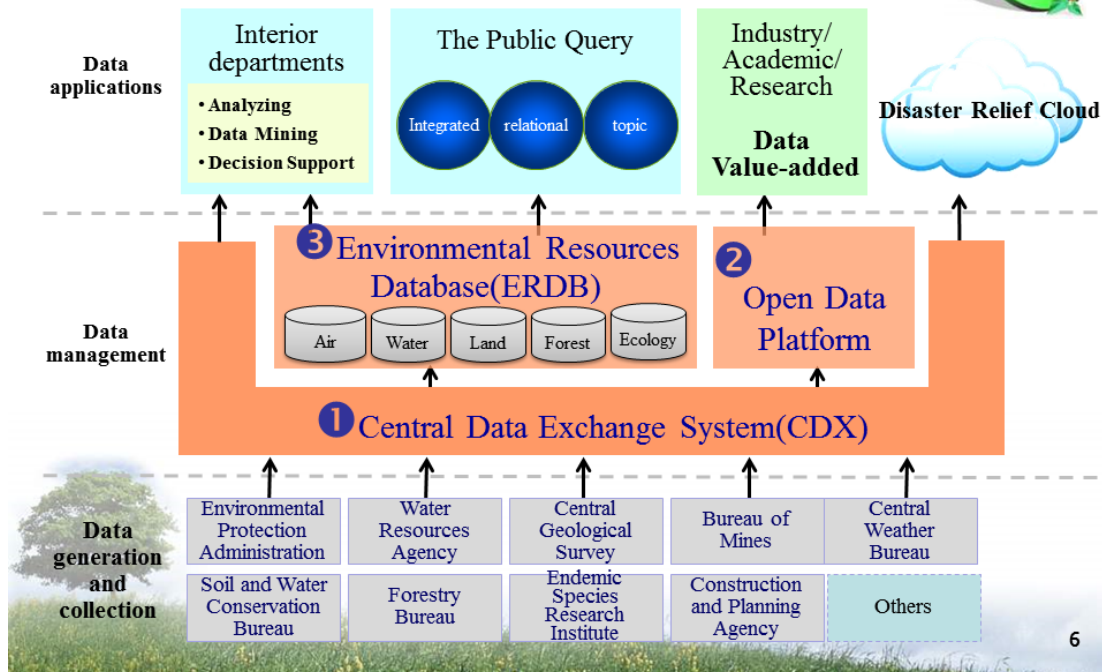 Data
applications
Interior
departments
• Analyzing
• Data Mining
• Decision Support
The Public Query
Integrated
relational
topic
Industry/
Academic/
Research
Data
Value-added
Disaster Relief Cloud
Data
management
❸ Environmental Resources
Database(ERDB)
Air
Water
Land
Forest
Ecology
❷
Open Data
Platform
❶ Central Data Exchange System(CDX)
Data
generation
and
collection
Environmental
Protection
Administration
Water
Resources
Agency
Central
Geological
Survey
Bureau of
Mines
Central
Weather
Bureau
Soil and Water
Conservation
Bureau
Forestry
Bureau
Endemic
Species
Research
Institute
Construction
and Planning
Agency
Others
6